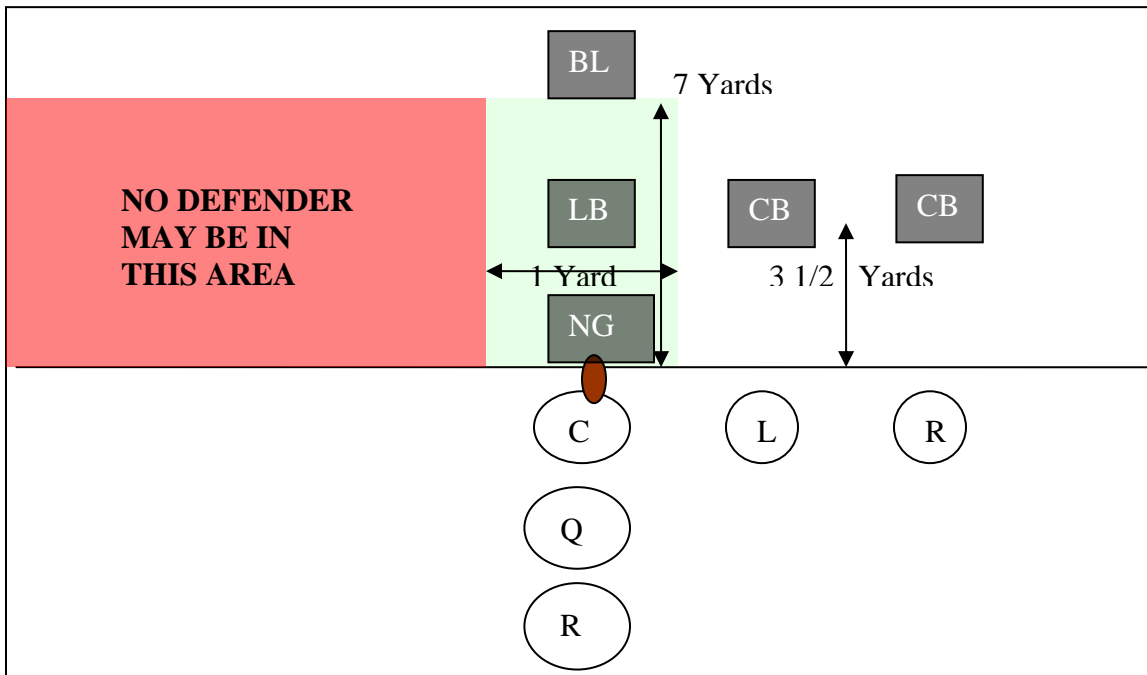 BL
7 Yards
NO DEFENDER
MAY BE IN
THIS AREA
LB
CB
CB
1 Yard
3 1/2 Yards
NG
C
L
R
Q
R